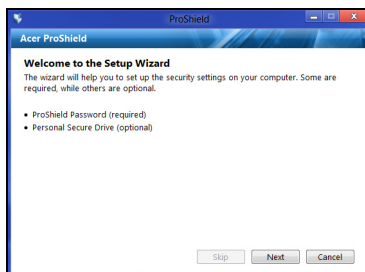 ProShield
Acer ProShield
Welcome to the Setup Wizard
The wizard will help you to set up the security settings on your computer. Some are
required, while others are optional.
• ProShield Password (required)
• Personal Secure Drive (optional)
Skip Next Cancel